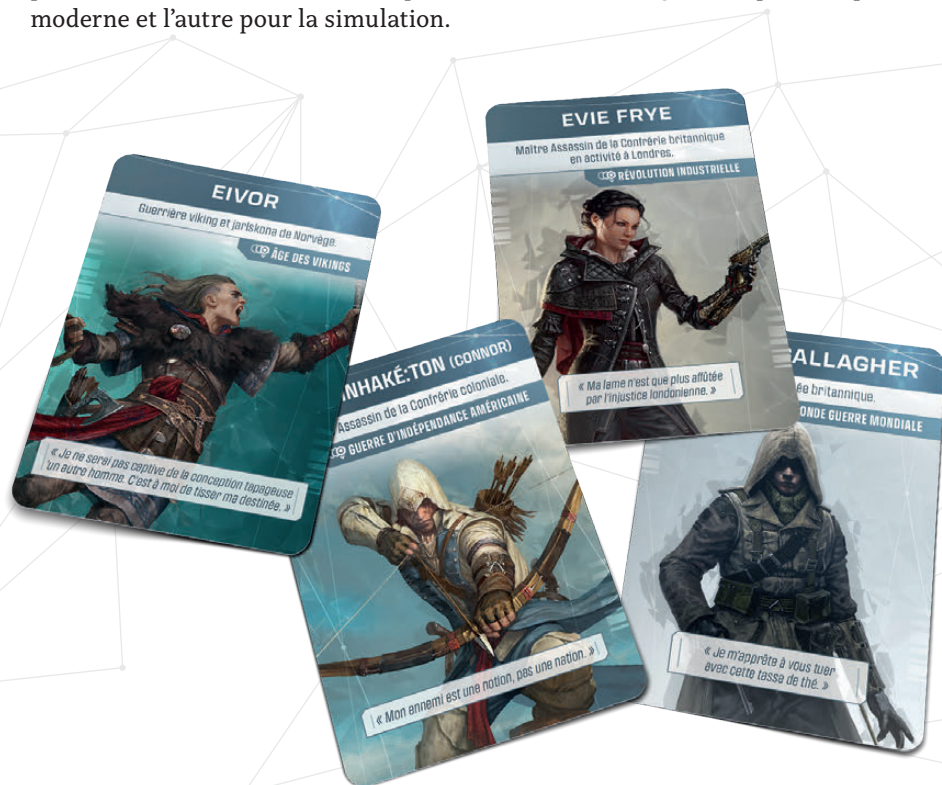 moderne et l’autre pour la simulation.
EIVOR
Guerrière viking et jarlskona de Norvège.
ÂGE DES VIKINGS
« Je ne serai pas captive de la conception tapageuse
un autre homme. C'est à moi de tisser ma destinée. »
EVIE FRYE
Maître Assassin de la Confrérie britannique
en activité à Londres.
RÉVOLUTION INDUSTRIELLE
« Ma lame n'est que plus affûtée
par l'injustice londonienne. »
NHAKÉ:TON (CONNOR)
Assassin de la Confrérie coloniale.
GUERRE D'INDÉPENDANCE AMÉRICAINE
« Mon ennemi est une notion, pas une nation. »
ALLAGHER
ée britannique.
ONDE GUERRE MONDIALE
« Je m'apprête à vous tuer
avec cette tasse de thé. »